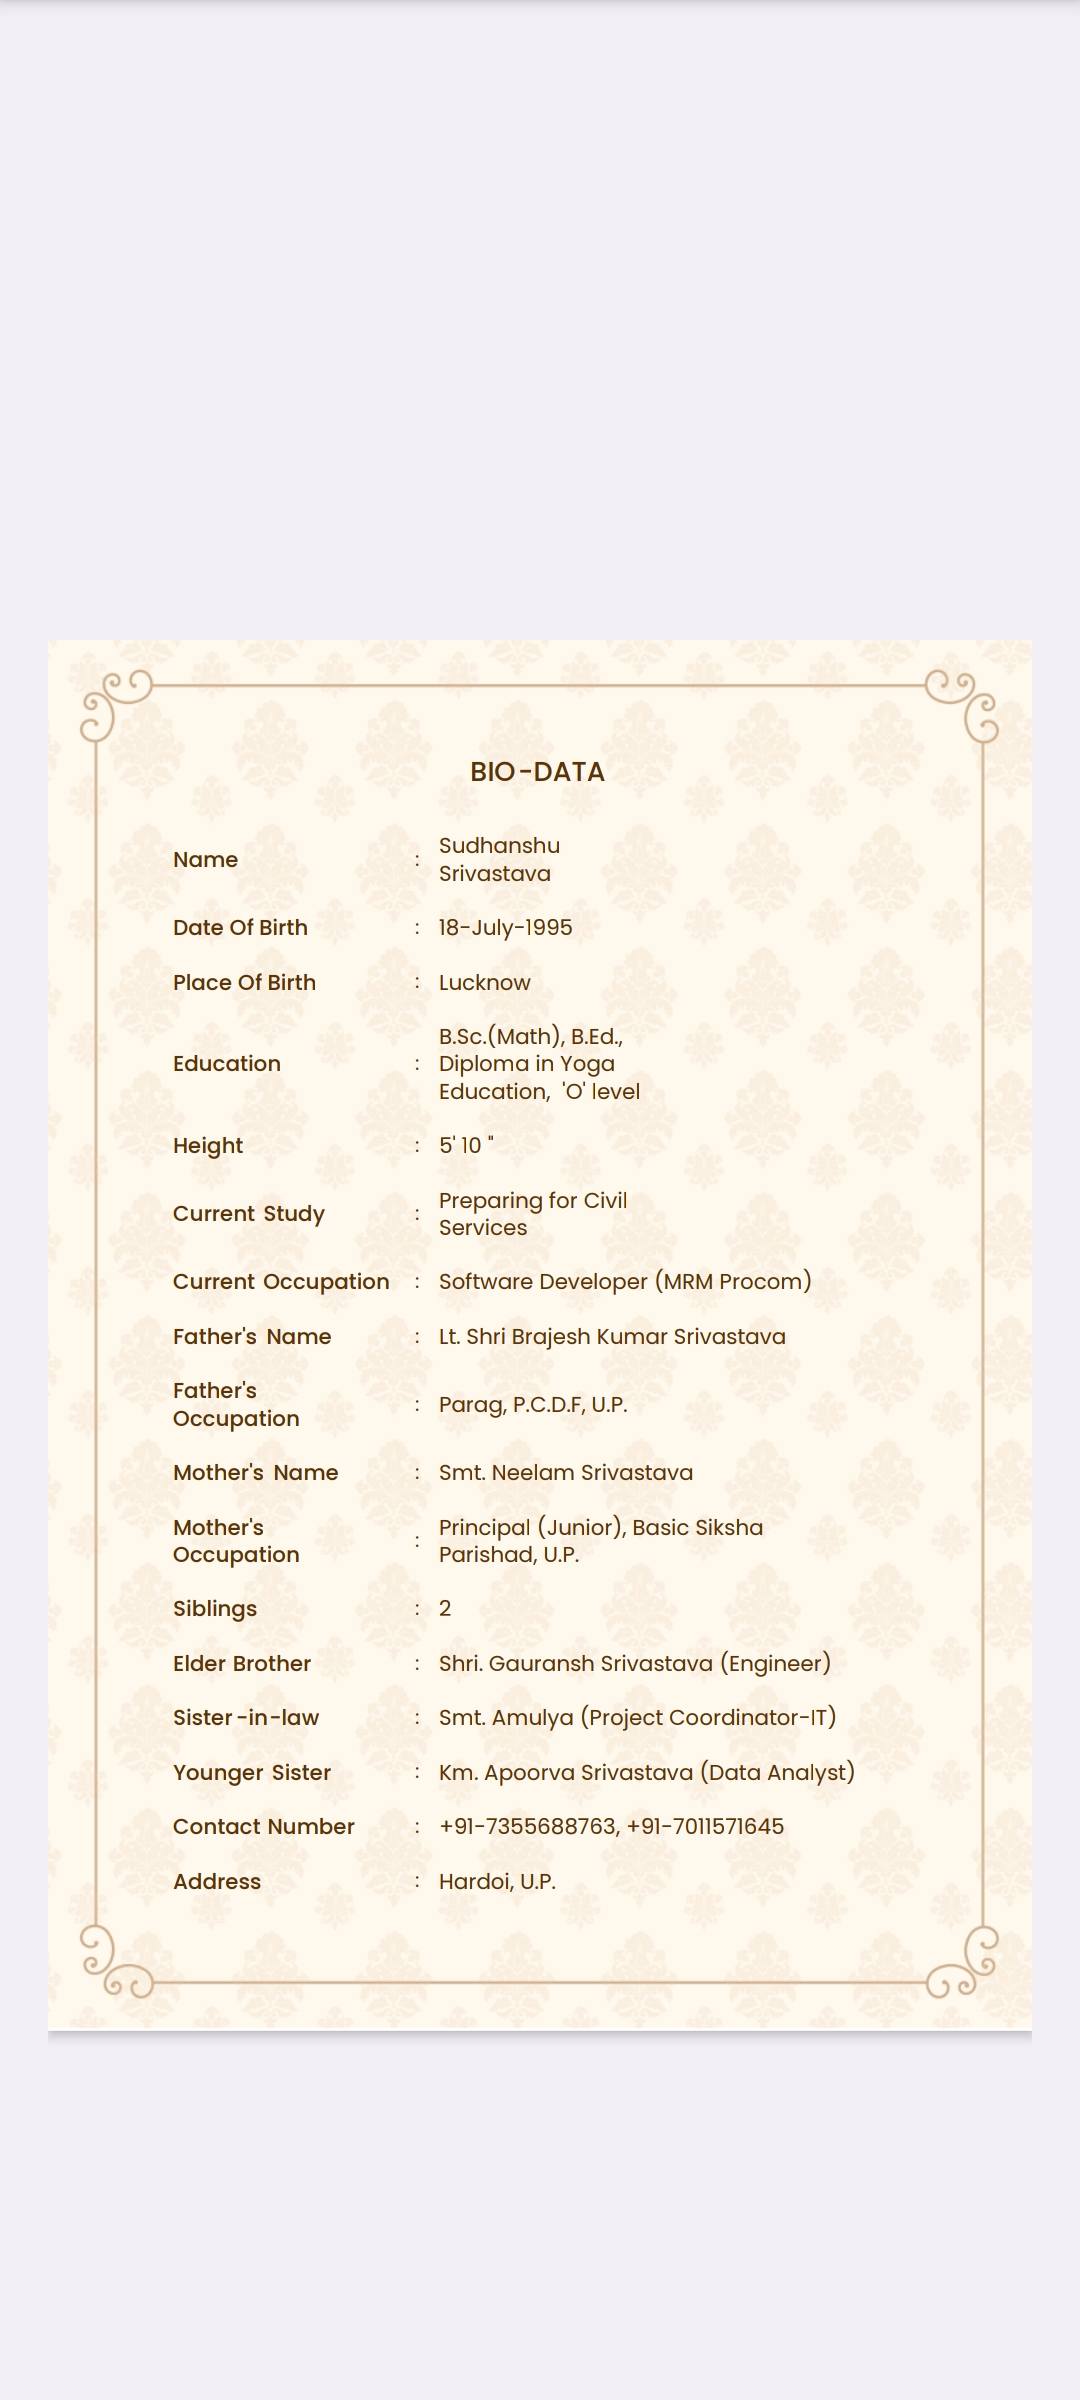 BIO-DATA
Name : Sudhanshu
Srivastava
Date Of Birth : 18-July-1995
Place Of Birth : Lucknow
Education : B.Sc.(Math), B.Ed.,
Diploma in Yoga
Education, 'O' level
Height : 5' 10 "
Current Study : Preparing for Civil
Services
Current Occupation : Software Developer (MRM Procom)
Father's Name : Lt. Shri Brajesh Kumar Srivastava
Father's
Occupation : Parag, P.C.D.F, U.P.
Mother's Name : Smt. Neelam Srivastava
Mother's
Occupation : Principal (Junior), Basic Siksha
Parishad, U.P.
Siblings : 2
Elder Brother : Shri. Gauransh Srivastava (Engineer)
Sister-in-law : Smt. Amulya (Project Coordinator-IT)
Younger Sister : Km. Apoorva Srivastava (Data Analyst)
Contact Number : +91-7355688763, +91-7011571645
Address : Hardoi, U.P.